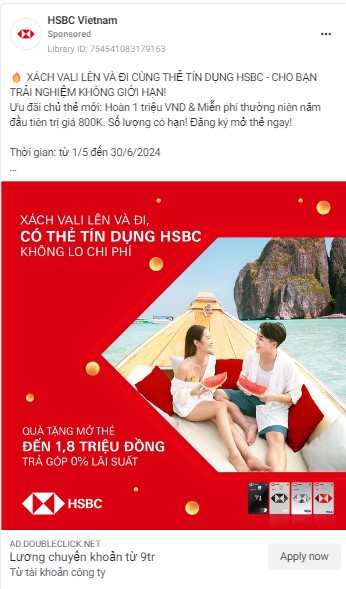 HSBC Vietnam
Sponsored
Library ID: 754541083179163
🔥 XÁCH VALI LÊN VÀ ĐI CÙNG THẺ TÍN DỤNG HSBC - CHO BẠN
TRẢI NGHIỆM KHÔNG GIỚI HẠN!
Ưu đãi chủ thẻ mới: Hoàn 1 triệu VND & Miễn phí thường niên năm
đầu tiên trị giá 800K. Số lượng có hạn! Đăng ký mở thẻ ngay!
Thời gian: từ 1/5 đến 30/6/2024
...
XÁCH VALI LÊN VÀ ĐI,
CÓ THẺ TÍN DỤNG HSBC
KHÔNG LO CHI PHÍ
QUÀ TẶNG MỞ THẺ
ĐẾN 1,8 TRIỆU ĐỒNG
TRẢ GÓP 0% LÃI SUẤT
HSBC
VISA
AD.DOUBLECLICK.NET
Lương chuyển khoản từ 9tr
Từ tài khoản công ty
Apply now